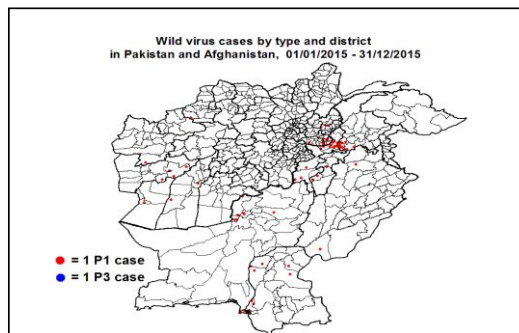 Wild virus cases by type and district
in Pakistan and Afghanistan, 01/01/2015 - 31/12/2015
= 1 P1 case
= 1 P3 case